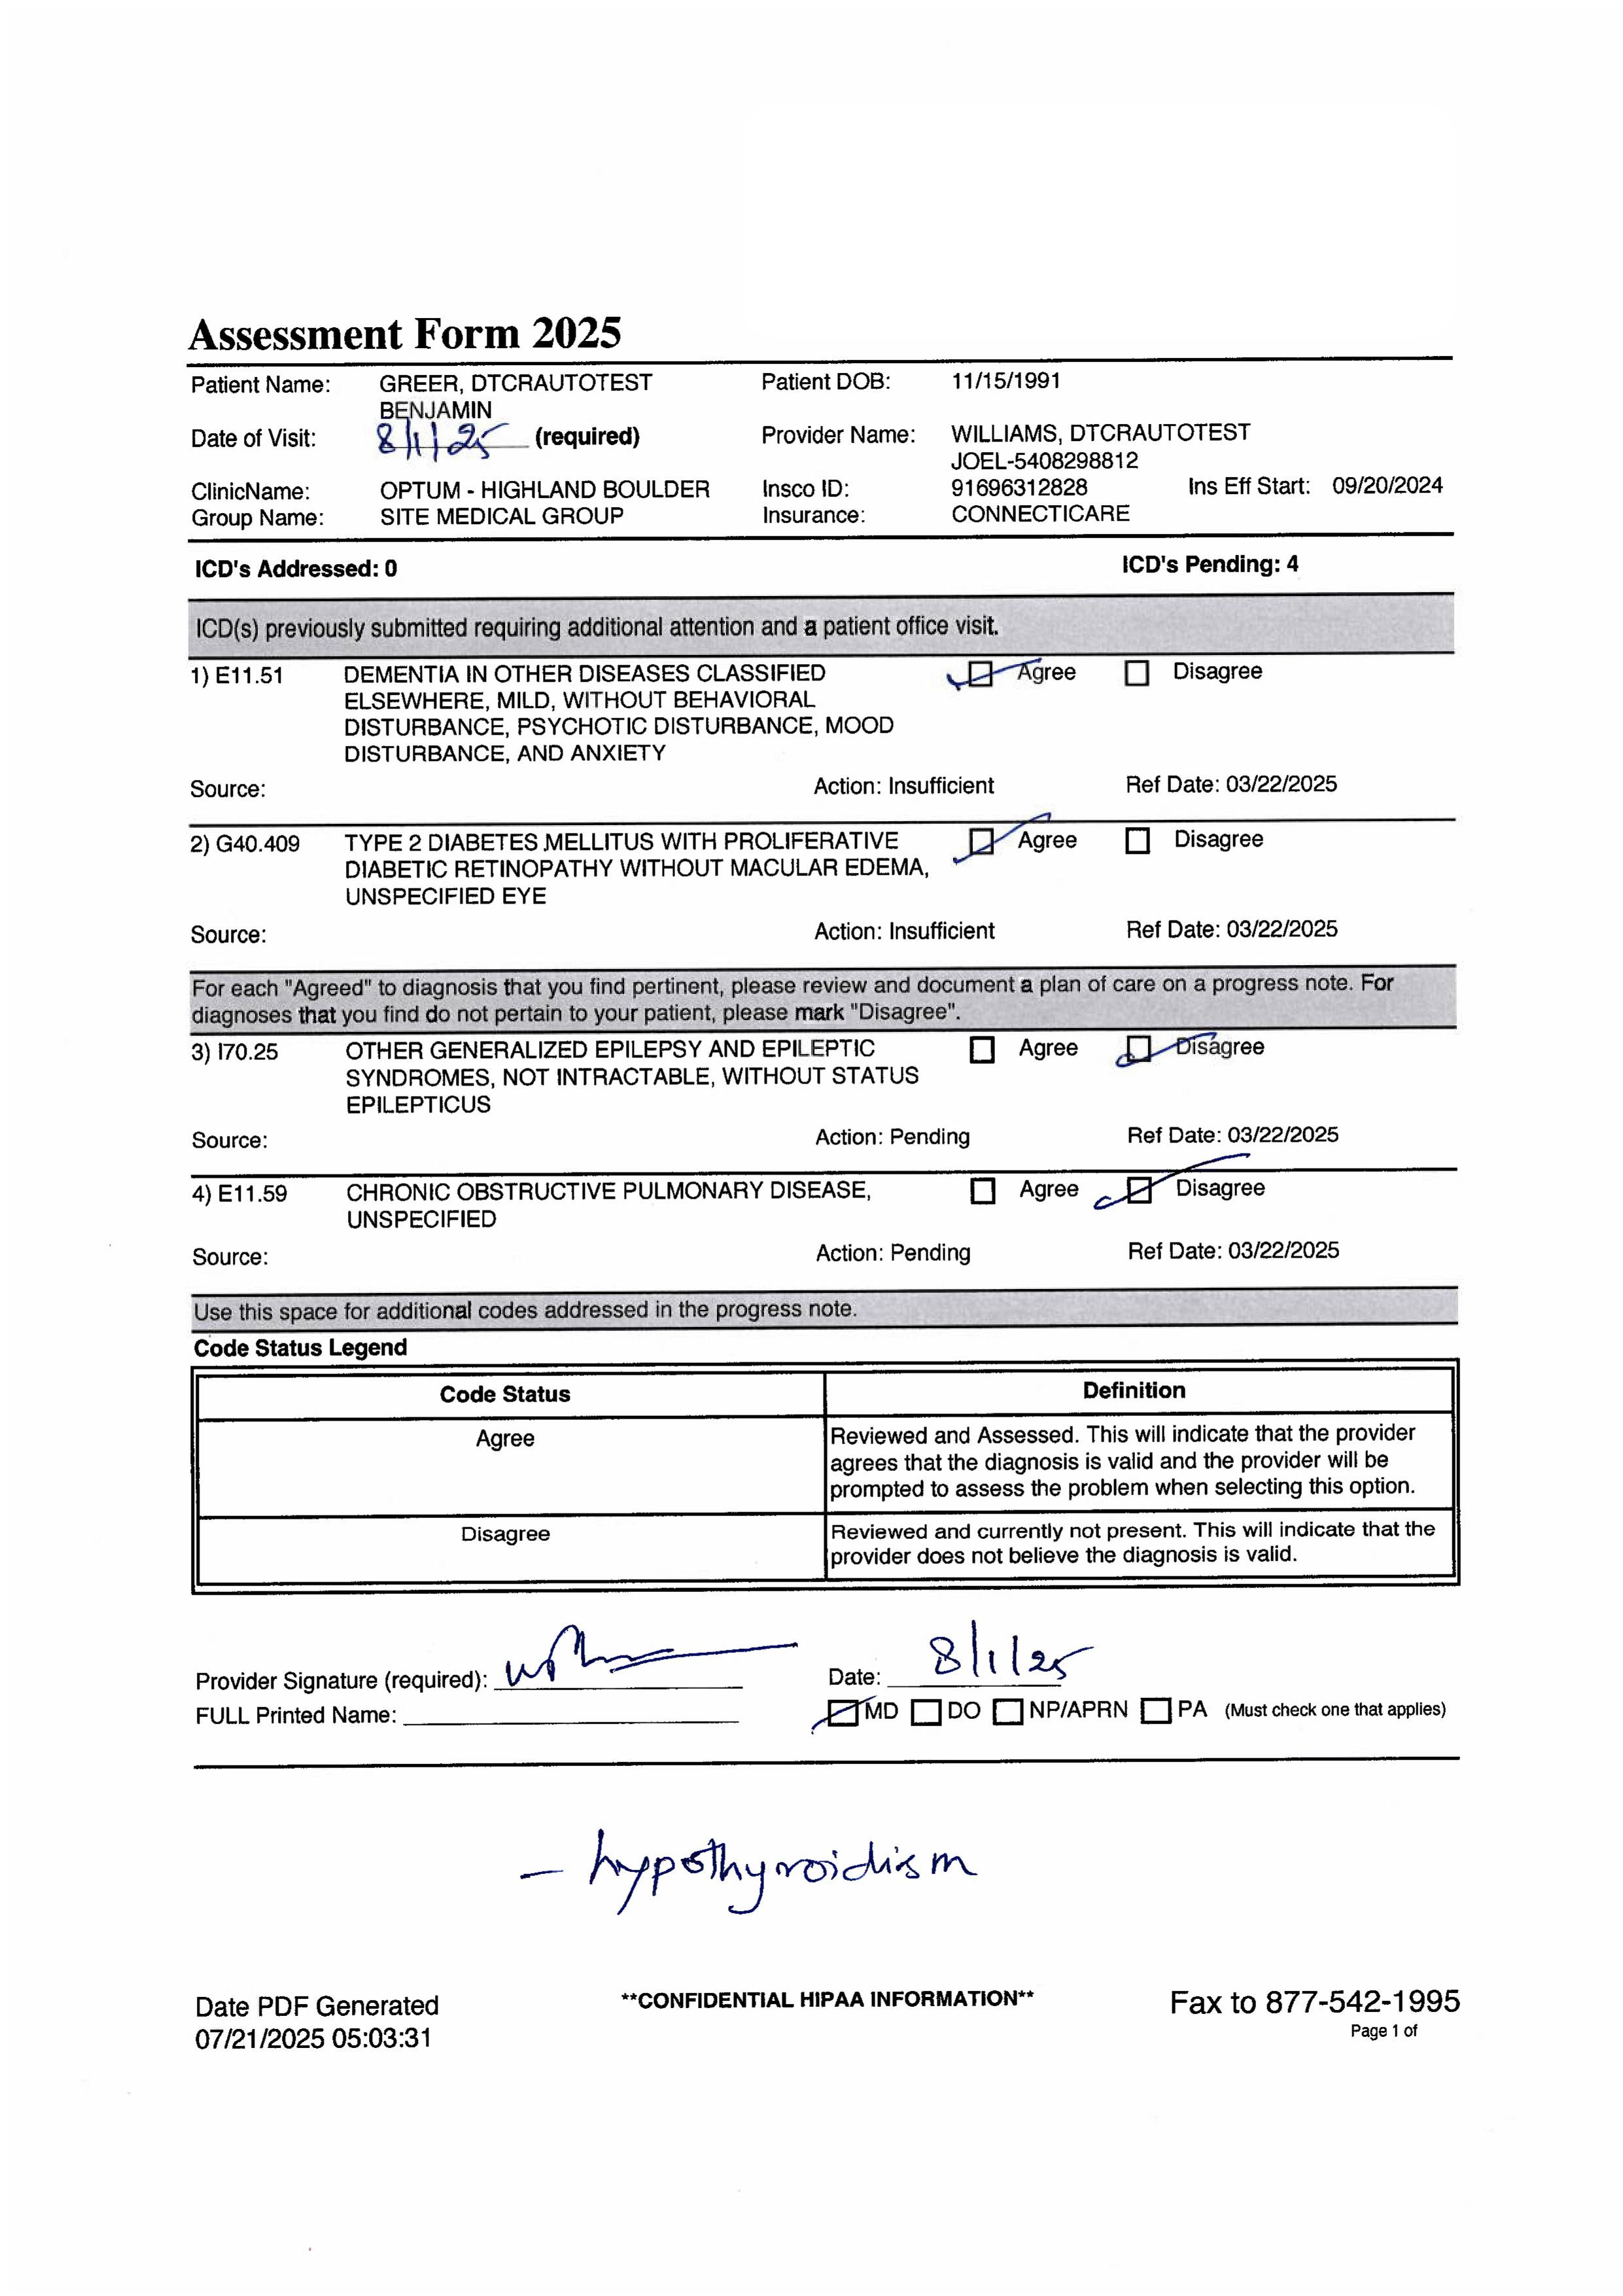 Assessment Form 2025
Patient Name: GREER, DTCRAUTOTEST Patient DOB: 11/15/1991
BENJAMIN
Date of Visit: 8/1/25 (required) Provider Name: WILLIAMS, DTCRAUTOTEST
JOEL-5408298812
ClinicName: OPTUM - HIGHLAND BOULDER Insco ID: 91696312828 Ins Eff Start: 09/20/2024
Group Name: SITE MEDICAL GROUP Insurance: CONNECTICARE
ICD's Addressed: 0 ICD's Pending: 4
ICD(s) previously submitted requiring additional attention and a patient office visit.
1) E11.51 DEMENTIA IN OTHER DISEASES CLASSIFIED Agree Disagree
ELSEWHERE, MILD, WITHOUT BEHAVIORAL
DISTURBANCE, PSYCHOTIC DISTURBANCE, MOOD
DISTURBANCE, AND ANXIETY
Source: Action: Insufficient Ref Date: 03/22/2025
2) G40.409 TYPE 2 DIABETES MELLITUS WITH PROLIFERATIVE Agree Disagree
DIABETIC RETINOPATHY WITHOUT MACULAR EDEMA,
UNSPECIFIED EYE
Source: Action: Insufficient Ref Date: 03/22/2025
For each "Agreed" to diagnosis that you find pertinent, please review and document a plan of care on a progress note. For
diagnoses that you find do not pertain to your patient, please mark "Disagree".
3) I70.25 OTHER GENERALIZED EPILEPSY AND EPILEPTIC Agree Disagree
SYNDROMES, NOT INTRACTABLE, WITHOUT STATUS
EPILEPTICUS
Source: Action: Pending Ref Date: 03/22/2025
4) E11.59 CHRONIC OBSTRUCTIVE PULMONARY DISEASE, Agree Disagree
UNSPECIFIED
Source: Action: Pending Ref Date: 03/22/2025
Use this space for additional codes addressed in the progress note.
Code Status Legend
Code Status Definition
Agree Reviewed and Assessed. This will indicate that the provider
agrees that the diagnosis is valid and the provider will be
prompted to assess the problem when selecting this option.
Disagree Reviewed and currently not present. This will indicate that the
provider does not believe the diagnosis is valid.
Provider Signature (required): Date: 8/1/25
FULL Printed Name: MD DO NP/APRN PA (Must check one that applies)
- hypothyroidism
Date PDF Generated **CONFIDENTIAL HIPAA INFORMATION** Fax to 877-542-1995
07/21/2025 05:03:31 Page 1 of